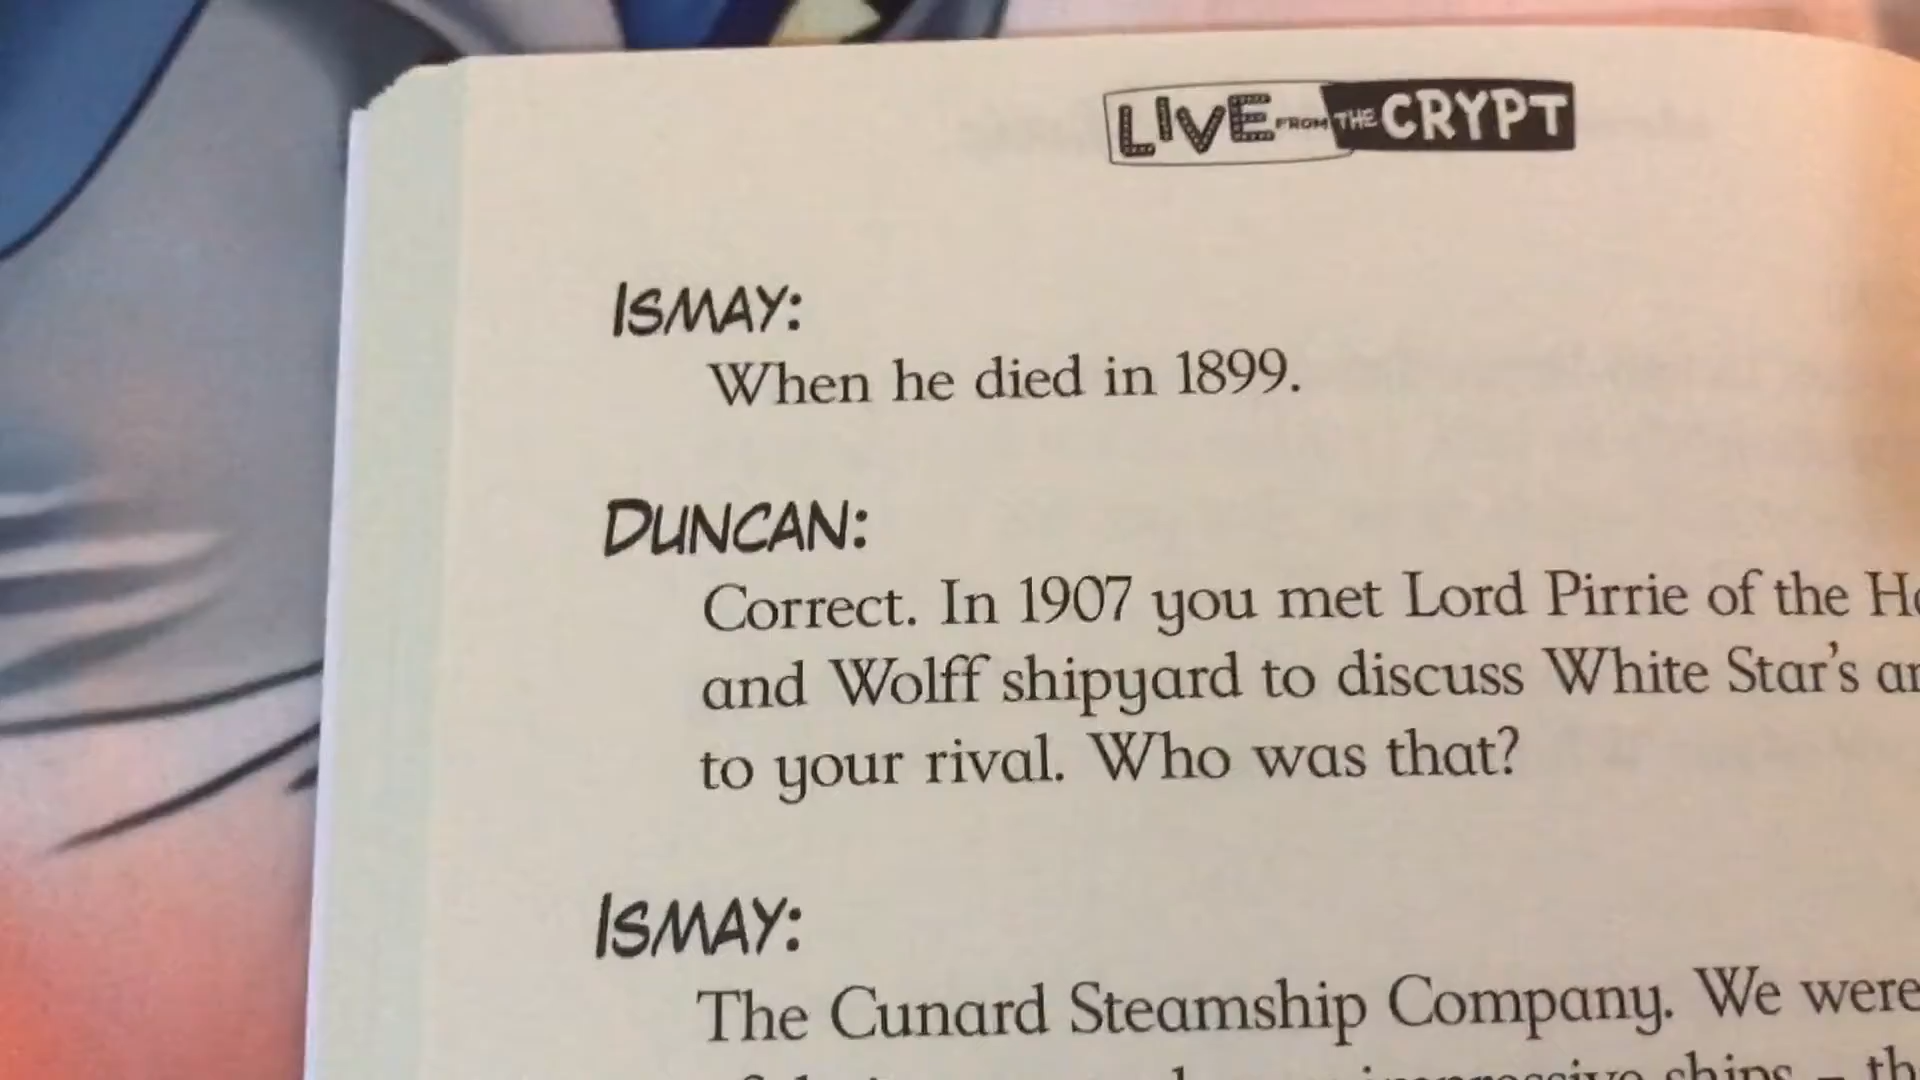 LIVE FROM THE CRYPT
ISMAY:
When he died in 1899.
DUNCAN:
Correct. In 1907 you met Lord Pirrie of the
and Wolff shipyard to discuss White Star's
to your rival. Who was that?
ISMAY:
The Cunard Steamship Company. We were
ships –